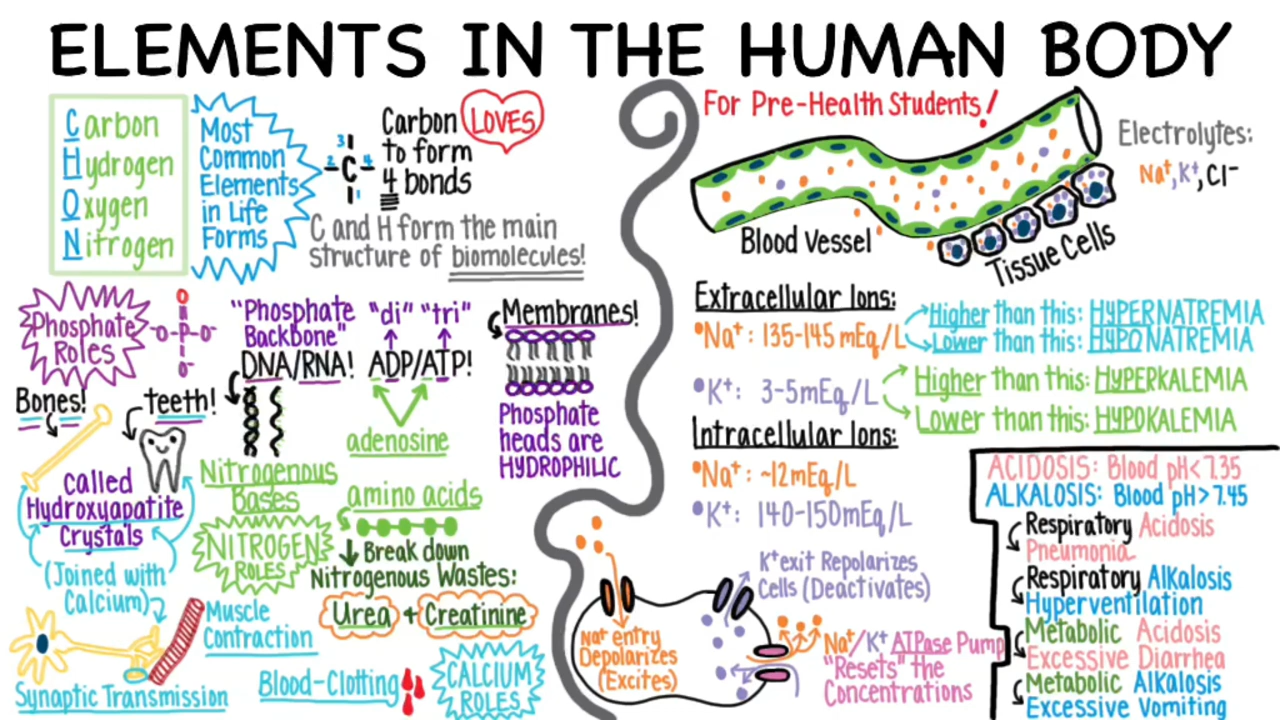 ELEMENTS IN THE HUMAN BODY
Carbon
Hydrogen
Oxygen
Nitrogen
Most
Common
Elements
in Life
Forms
3
2 -C- 4
1
Carbon LOVES
to form
4 bonds
C and H form the main
structure of biomolecules!
Phosphate
Roles
O
⁻O-P-O⁻
O⁻
"Phosphate
Backbone"
DNA/RNA!
"di" "tri"
ADP/ATP!
adenosine
Membranes!
Phosphate
heads are
HYDROPHILIC
Bones!
teeth!
called
Hydroxyapatite
Crystals
(Joined with
Calcium)
Nitrogenous
Bases
NITROGEN
ROLES
amino acids
Break down
Nitrogenous Wastes:
Urea + Creatinine
Muscle
Contraction
Synaptic Transmission
Blood-Clotting
CALCIUM
ROLES
For Pre-Health Students!
Electrolytes:
Na⁺, K⁺, Cl⁻
Blood Vessel
Tissue Cells
Extracellular Ions:
•Na⁺: 135-145 mEq/L
Higher than this: HYPERNATREMIA
Lower than this: HYPONATREMIA
•K⁺: 3-5mEq/L
Higher than this: HYPERKALEMIA
Lower than this: HYPOKALEMIA
Intracellular Ions:
•Na⁺: ~12mEq/L
•K⁺: 140-150mEq/L
K⁺ exit Repolarizes
Cells (Deactivates)
Na⁺ entry
Depolarizes
(Excites)
Na⁺/K⁺ ATPase Pump
"Resets" the
Concentrations
ACIDOSIS: Blood pH<7.35
ALKALOSIS: Blood pH>7.45
Respiratory Acidosis
Pneumonia
Respiratory Alkalosis
Hyperventilation
Metabolic Acidosis
Excessive Diarrhea
Metabolic Alkalosis
Excessive Vomiting